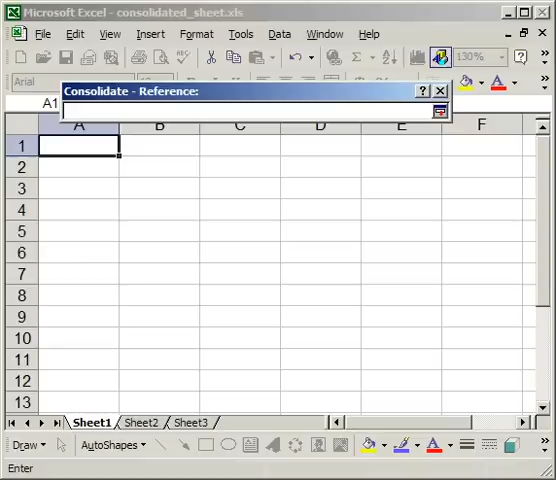 Microsoft Excel - consolidated_sheet.xls
File Edit View Insert Format Tools Data Window Help
130%
Arial
Consolidate - Reference:
A1
A B C D E F
1
2
3
4
5
6
7
8
9
10
11
12
13
Sheet1 Sheet2 Sheet3
Draw AutoShapes
Enter